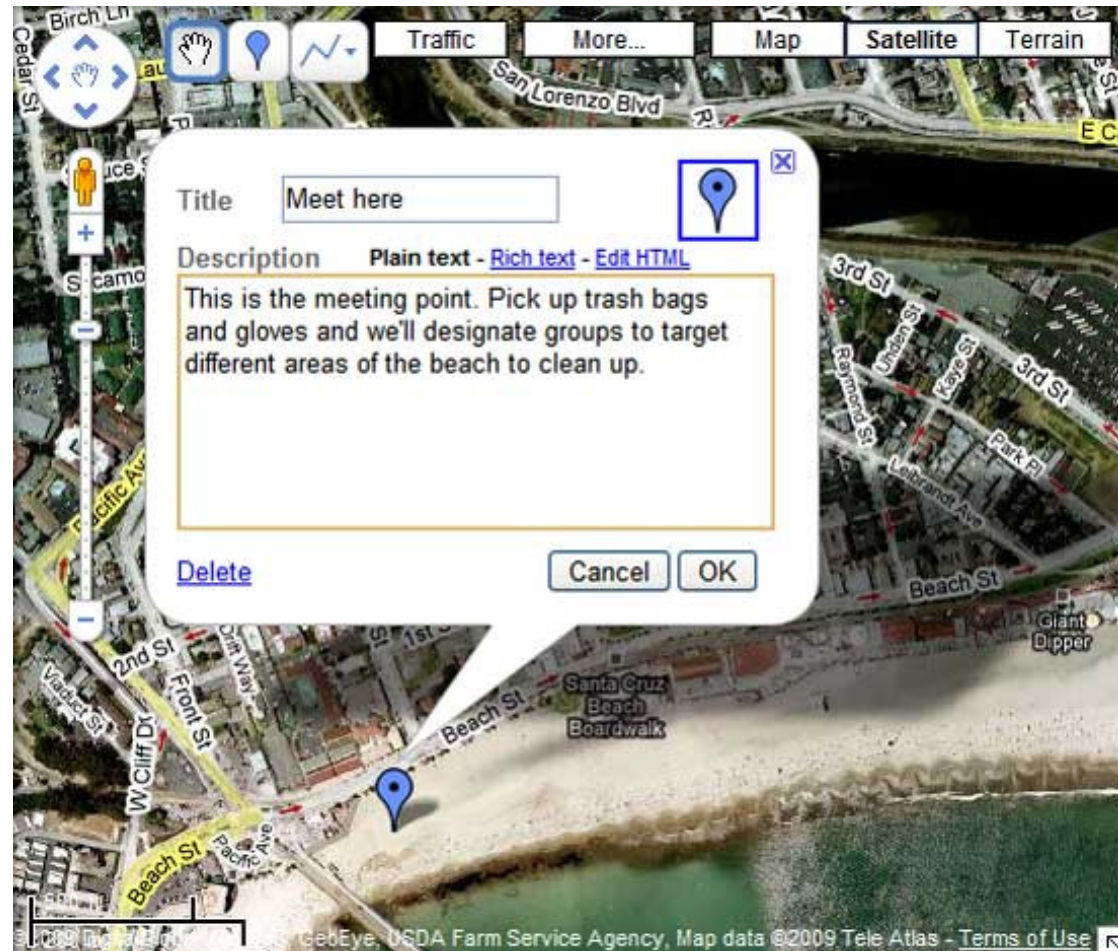 Birch Ln
Cedar St
Traffic
More...
Map
Satellite
Terrain
San Lorenzo Blvd
Title
Meet here
Description
Plain text - Rich text - Edit HTML
This is the meeting point. Pick up trash bags
and gloves and we'll designate groups to target
different areas of the beach to clean up.
Delete
Cancel
OK
3rd St
Uhden St
Kaye St
3rd St
Raymond St
Park Pl
Leibrandt Ave
Beach St
Giant
Dipper
Pacific Av
2nd St
Drift Way
1st S
Viaduct St
Front St
W Cliff Dr
Santa Cruz
Beach
Boardwalk
Beach St
Pacific Ave
Beach St
GeoEye, USDA Farm Service Agency, Map data ©2009 Tele Atlas - Terms of Use